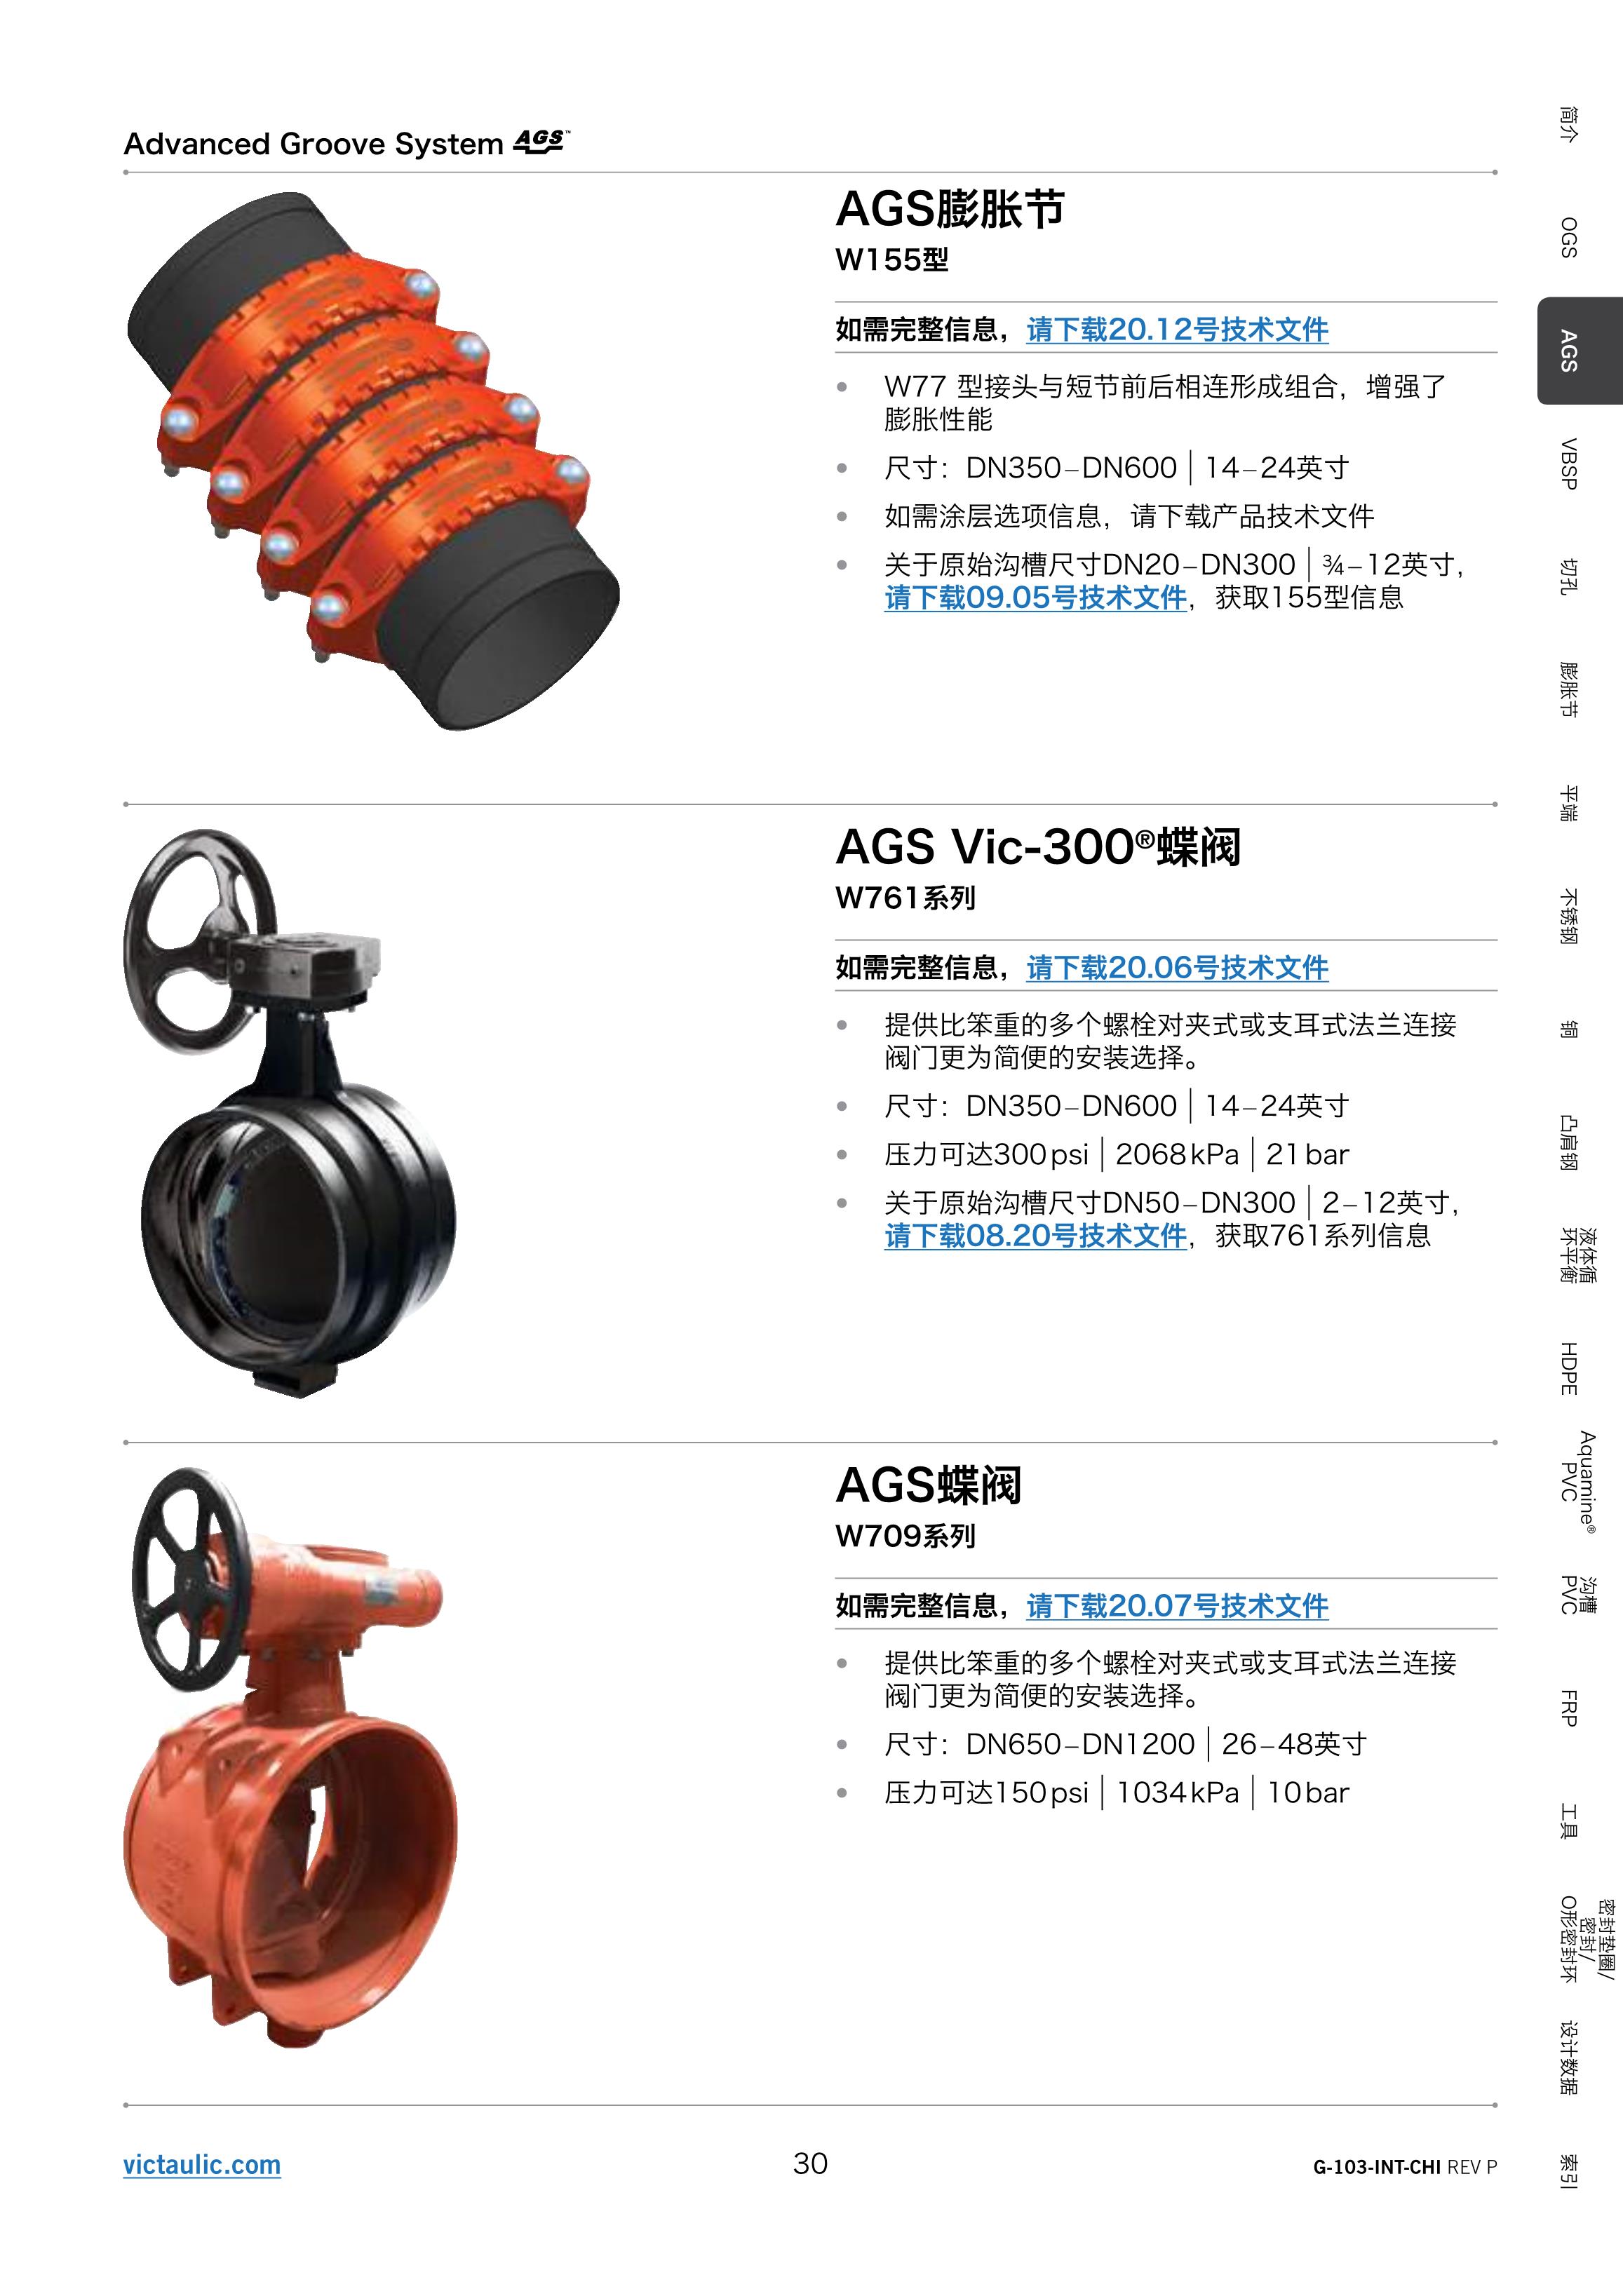 Advanced Groove System AGS™
AGS膨胀节
W155型
如需完整信息，请下载20.12号技术文件
• W77 型接头与短节前后相连形成组合，增强了
膨胀性能
• 尺寸：DN350–DN600 | 14–24英寸
• 如需涂层选项信息，请下载产品技术文件
• 关于原始沟槽尺寸DN20–DN300 | ¾–12英寸，
请下载09.05号技术文件，获取155型信息
AGS Vic-300®蝶阀
W761系列
如需完整信息，请下载20.06号技术文件
• 提供比笨重的多个螺栓对夹式或支耳式法兰连接
阀门更为简便的安装选择。
• 尺寸：DN350–DN600 | 14–24英寸
• 压力可达300psi | 2068kPa | 21bar
• 关于原始沟槽尺寸DN50–DN300 | 2–12英寸，
请下载08.20号技术文件，获取761系列信息
AGS蝶阀
W709系列
如需完整信息，请下载20.07号技术文件
• 提供比笨重的多个螺栓对夹式或支耳式法兰连接
阀门更为简便的安装选择。
• 尺寸：DN650–DN1200 | 26–48英寸
• 压力可达150psi | 1034kPa | 10bar
victaulic.com
30
G-103-INT-CHI REV P
简介
OGS
AGS
VBSP
切孔
膨胀节
平端
不锈钢
铜
凸肩钢
液体循
环平衡
HDPE
Aquamine®
PVC
沟槽
PVC
FRP
工具
密封垫圈/
密封/
O形密封环
设计数据
索引